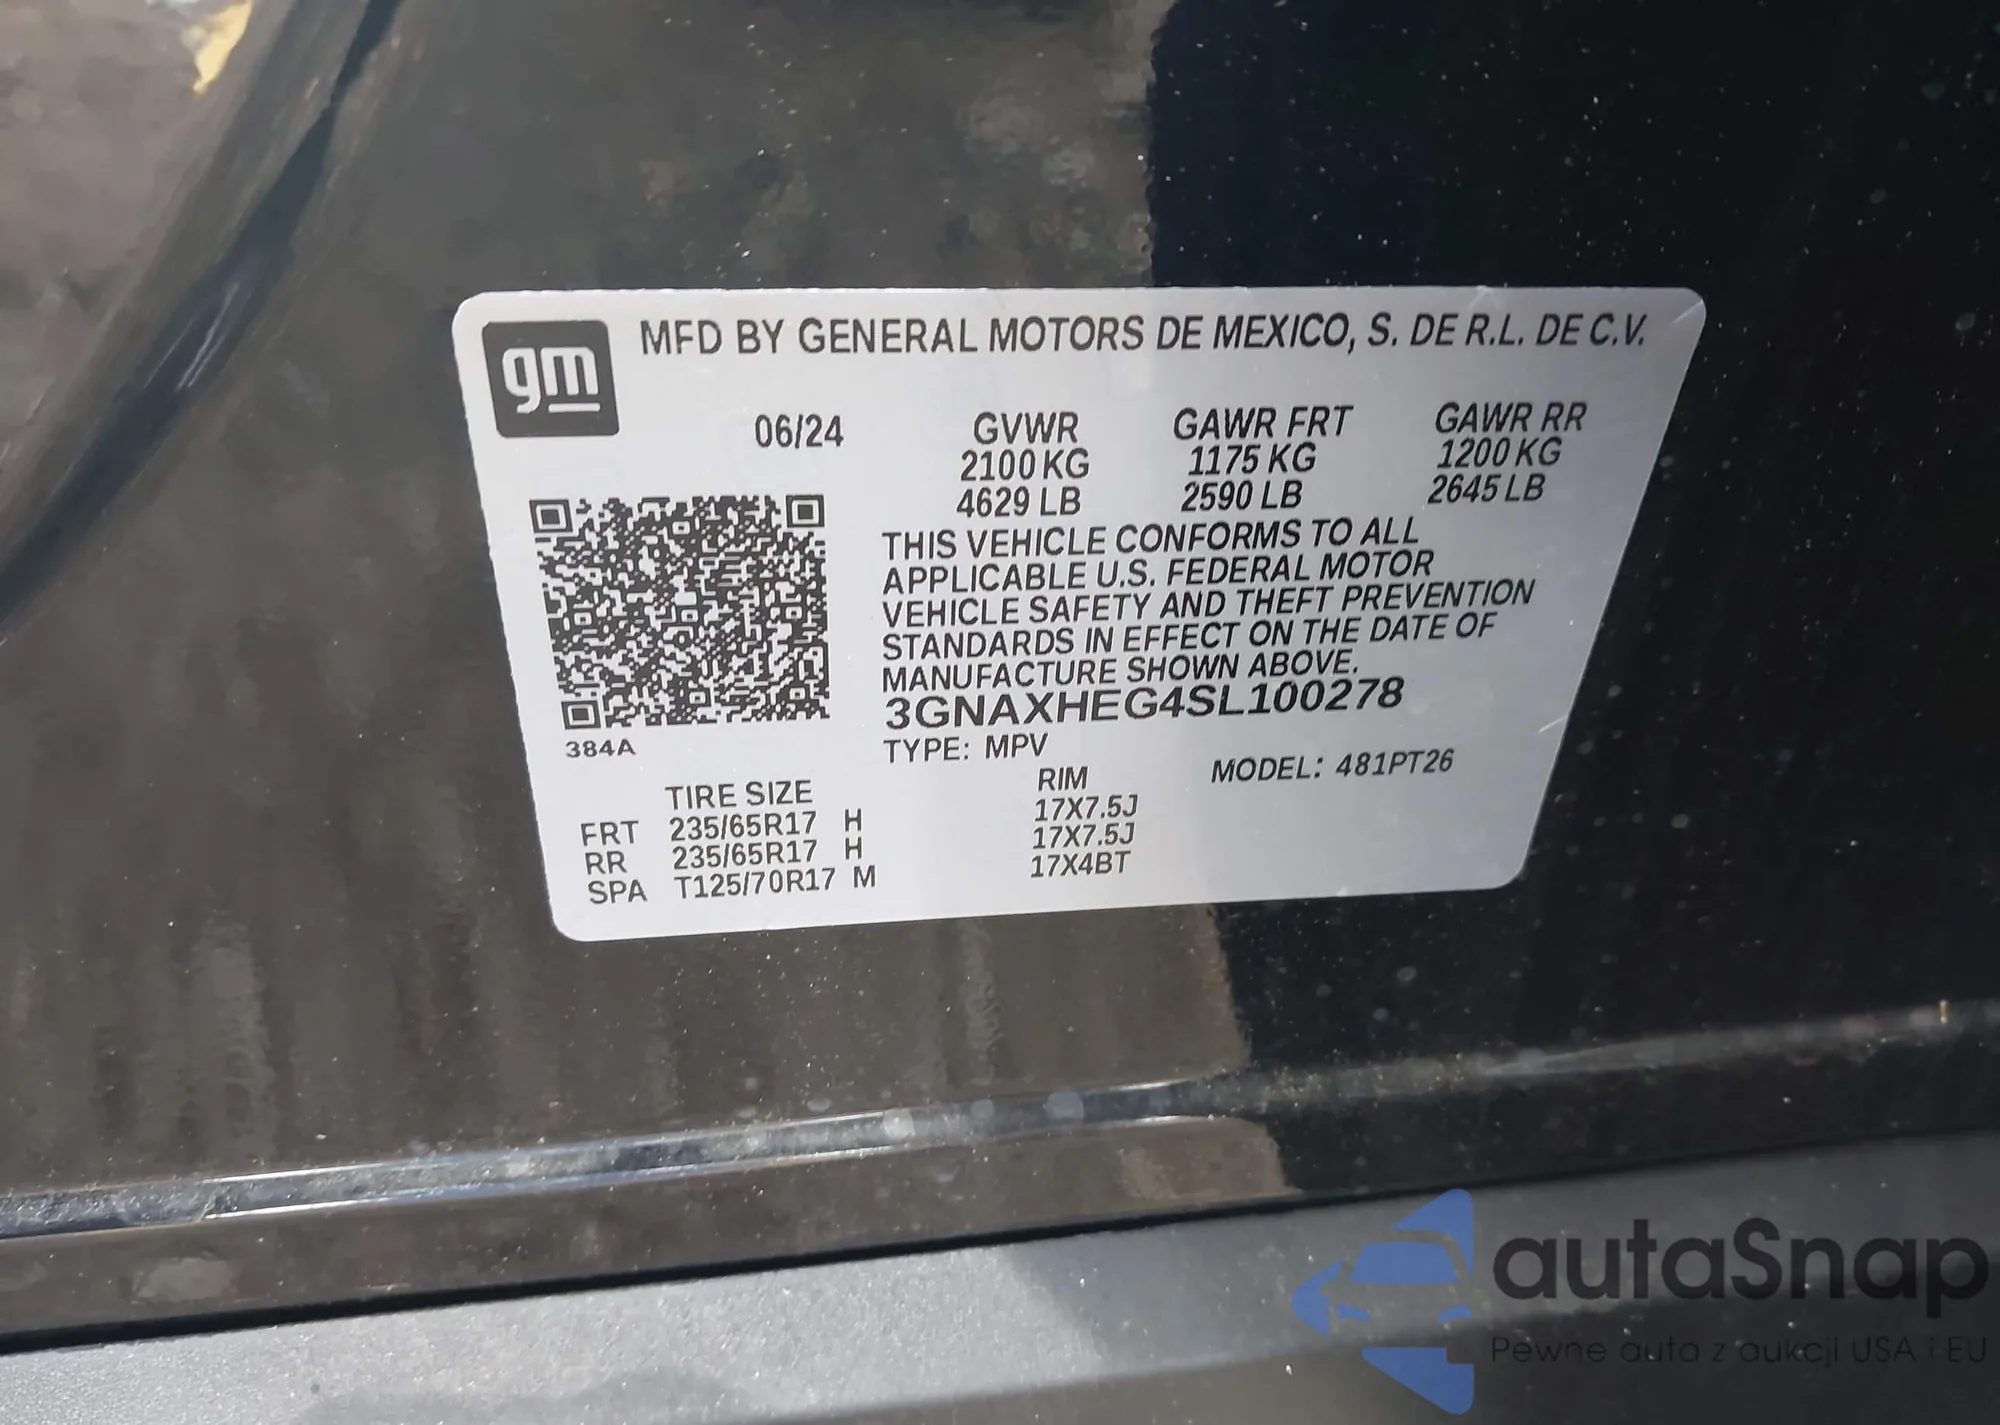 gm
MFD BY GENERAL MOTORS DE MEXICO, S. DE R.L. DE C.V.
06/24 GVWR GAWR FRT GAWR RR
2100 KG 1175 KG 1200 KG
4629 LB 2590 LB 2645 LB
THIS VEHICLE CONFORMS TO ALL
APPLICABLE U.S. FEDERAL MOTOR
VEHICLE SAFETY AND THEFT PREVENTION
STANDARDS IN EFFECT ON THE DATE OF
MANUFACTURE SHOWN ABOVE.
3GNAXHEG4SL100278
384A
TYPE: MPV MODEL: 481PT26
TIRE SIZE RIM
FRT 235/65R17 H 17X7.5J
RR 235/65R17 H 17X7.5J
SPA T125/70R17 M 17X4BT
autaSnap
Pewne auta z aukcji USA i EU